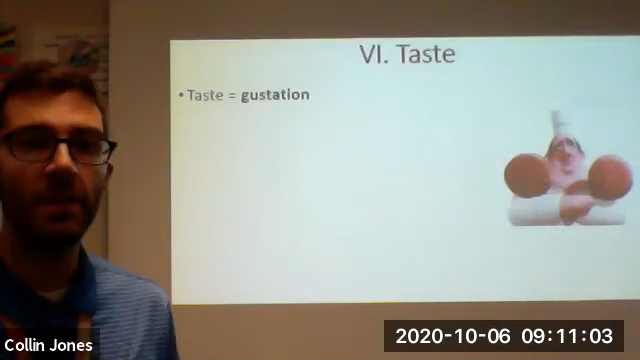 VI. Taste
• Taste = gustation
Collin Jones
2020-10-06 09:11:03